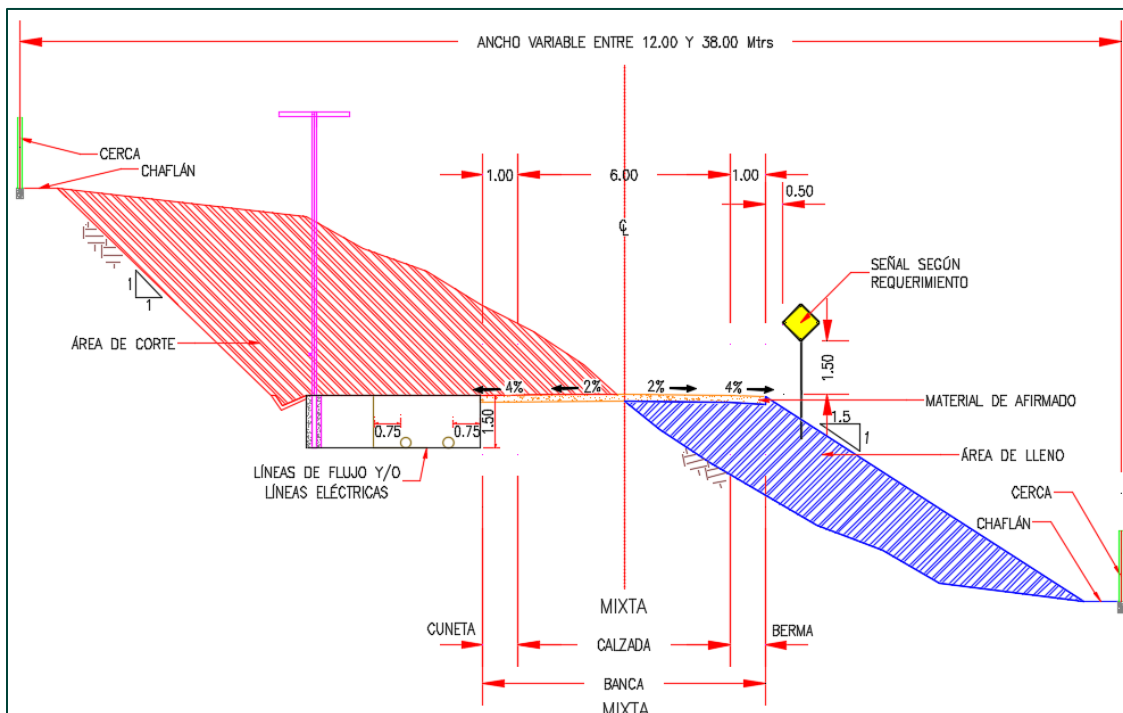 ANCHO VARIABLE ENTRE 12.00 Y 38.00 Mtrs
CERCA
CHAFLÁN
1.00
6.00
1.00
0.50
℄
SEÑAL SEGÚN
REQUERIMIENTO
1
1
ÁREA DE CORTE
1.50
4%
2%
2%
4%
MATERIAL DE AFIRMADO
1.5
1
0.75
0.75
1.50
ÁREA DE LLENO
LÍNEAS DE FLUJO Y/O
LÍNEAS ELÉCTRICAS
CERCA
CHAFLÁN
MIXTA
CUNETA
CALZADA
BERMA
BANCA
MIXTA